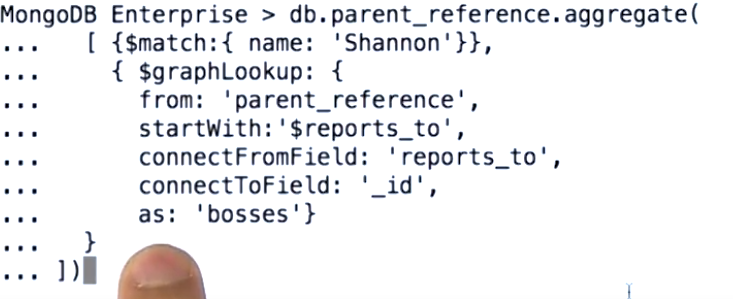 MongoDB Enterprise > db.parent_reference.aggregate(
...    [ {$match:{ name: 'Shannon'}},
...      { $graphLookup: {
...        from: 'parent_reference',
...        startWith:'$reports_to',
...        connectFromField: 'reports_to',
...        connectToField: '_id',
...        as: 'bosses'}
...    }
... ])